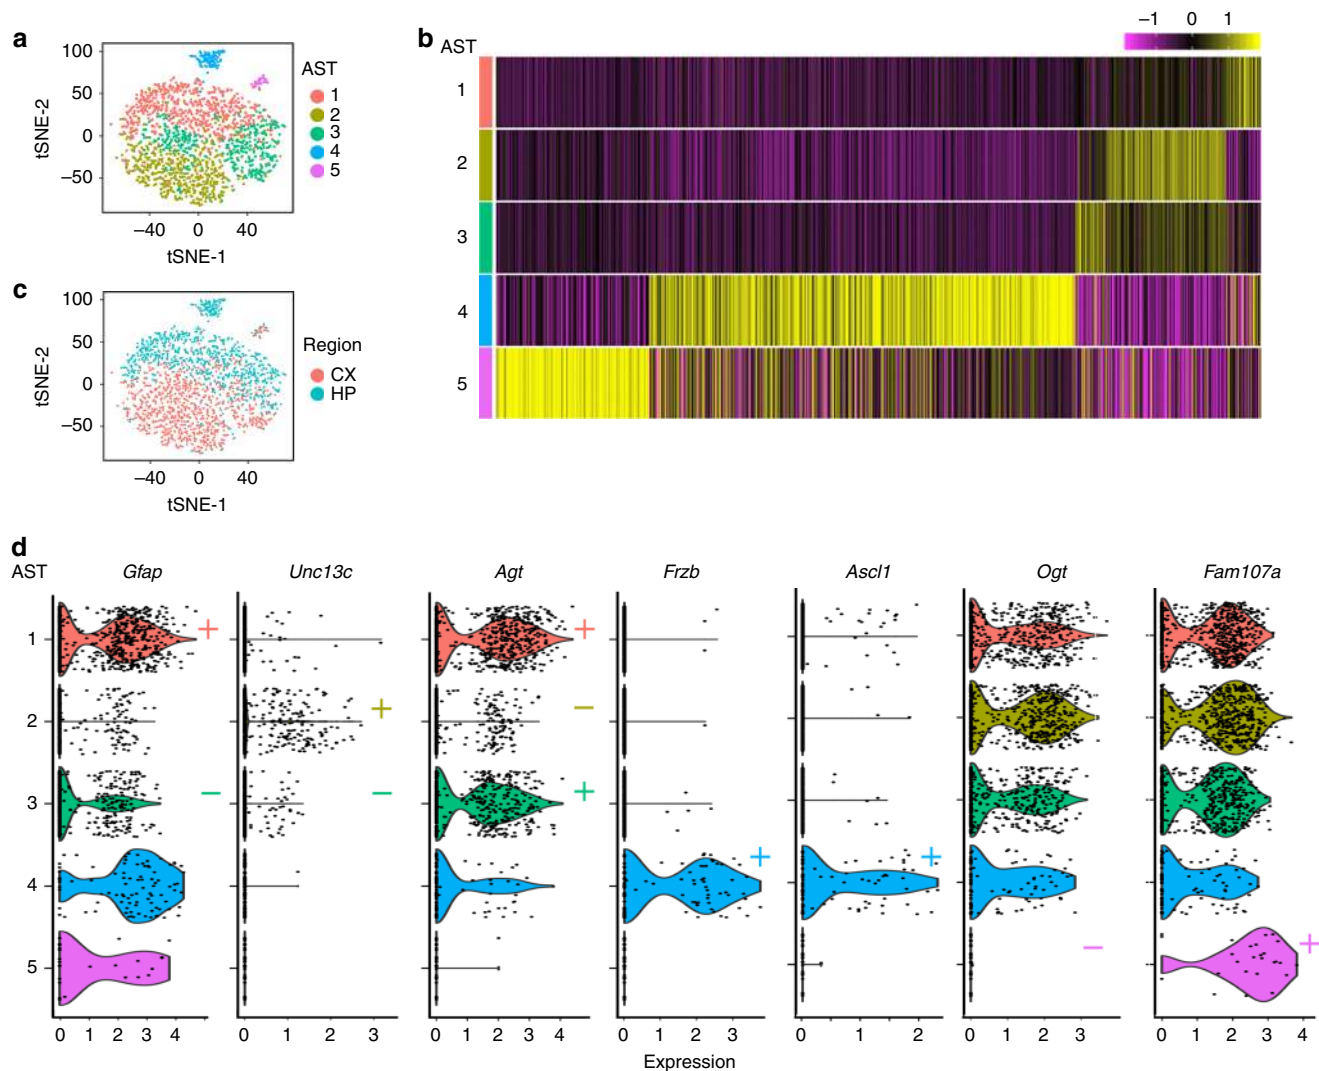 a
100
50
0
−50
tSNE-2
−40 0 40
tSNE-1
AST
1
2
3
4
5
b
AST
−1 0 1
1
2
3
4
5
c
100
50
0
−50
tSNE-2
−40 0 40
tSNE-1
Region
CX
HP
d
AST Gfap Unc13c Agt Frzb Ascl1 Ogt Fam107a
1 + +
2 + −
3 − − +
4 + +
5 − +
0 1 2 3 4 0 1 2 3 0 1 2 3 4 0 1 2 3 0 2 0 1 2 3 4 0 1 2 3 4
Expression